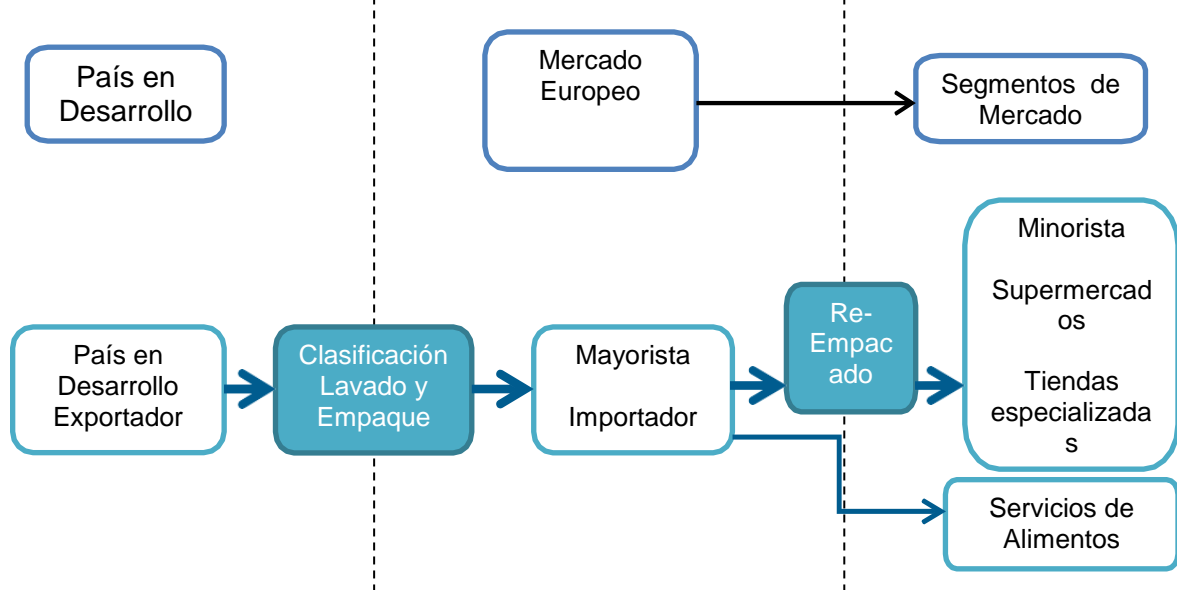 País en
Desarrollo
Mercado
Europeo
Segmentos de
Mercado
País en
Desarrollo
Exportador
Clasificación
Lavado y
Empaque
Mayorista
Importador
Re-
Empac
ado
Minorista
Supermercad
os
Tiendas
especializada
s
Servicios de
Alimentos